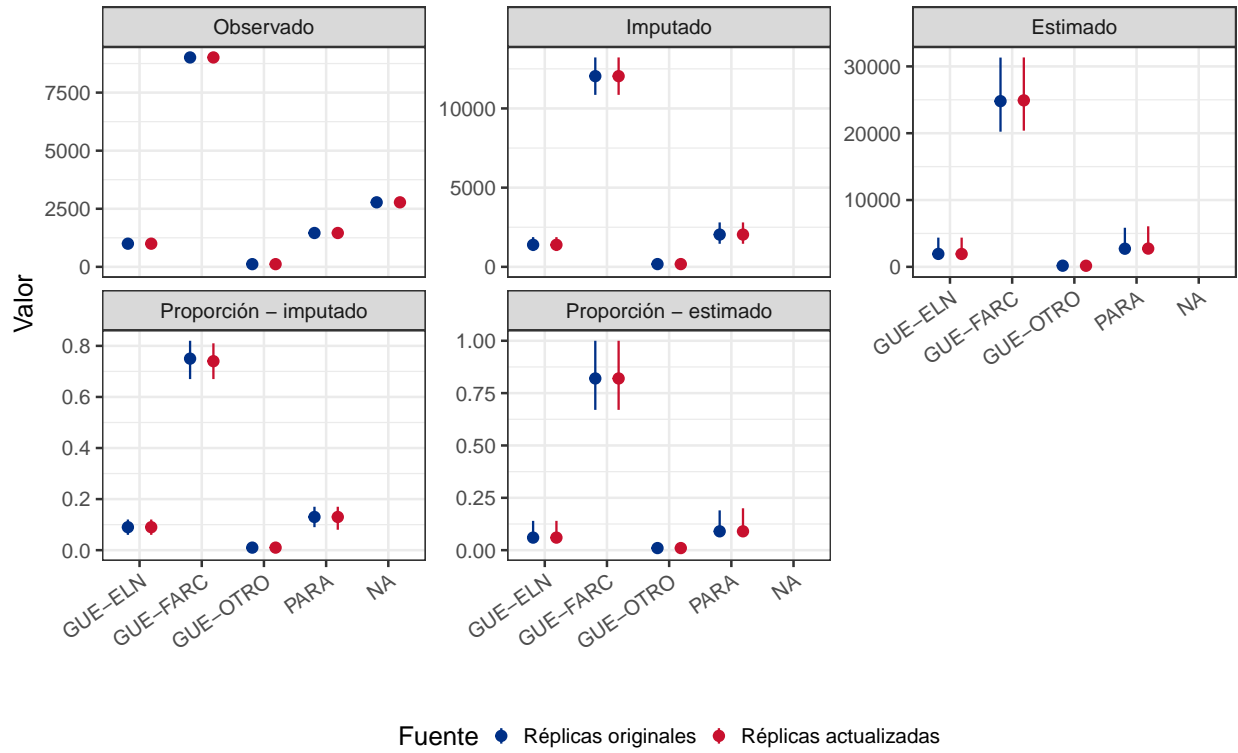 Observado
Imputado
Estimado
7500
5000
2500
0
10000
5000
0
30000
20000
10000
0
GUE−ELN
GUE−FARC
GUE−OTRO
PARA
NA
Valor
Proporción − imputado
Proporción − estimado
0.8
0.6
0.4
0.2
0.0
1.00
0.75
0.50
0.25
0.00
GUE−ELN
GUE−FARC
GUE−OTRO
PARA
NA
GUE−ELN
GUE−FARC
GUE−OTRO
PARA
NA
Fuente Réplicas originales Réplicas actualizadas